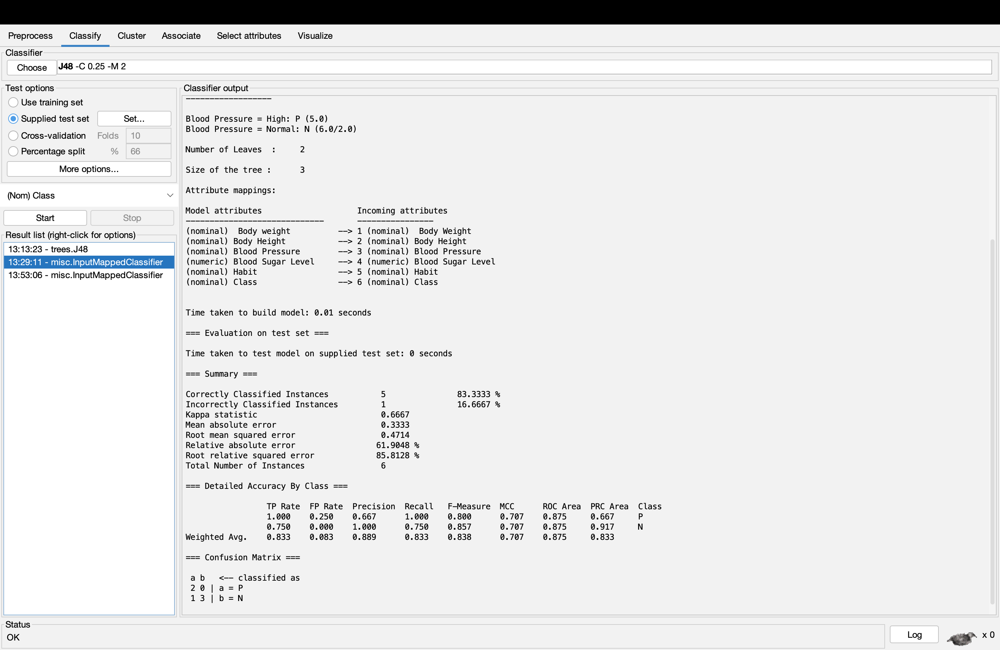 Preprocess Classify Cluster Associate Select attributes Visualize
Classifier
Choose J48 -C 0.25 -M 2
Test options
Use training set
Supplied test set Set...
Cross-validation Folds 10
Percentage split % 66
More options...
(Nom) Class
Start Stop
Result list (right-click for options)
13:13:23 - trees.J48
13:29:11 - misc.InputMappedClassifier
13:53:06 - misc.InputMappedClassifier
Classifier output
------------------
Blood Pressure = High: P (5.0)
Blood Pressure = Normal: N (6.0/2.0)
Number of Leaves : 2
Size of the tree : 3
Attribute mappings:
Model attributes Incoming attributes
----------------------------- ----------------
(nominal) Body weight --> 1 (nominal) Body Weight
(nominal) Body Height --> 2 (nominal) Body Height
(nominal) Blood Pressure --> 3 (nominal) Blood Pressure
(numeric) Blood Sugar Level --> 4 (numeric) Blood Sugar Level
(nominal) Habit --> 5 (nominal) Habit
(nominal) Class --> 6 (nominal) Class
Time taken to build model: 0.01 seconds
=== Evaluation on test set ===
Time taken to test model on supplied test set: 0 seconds
=== Summary ===
Correctly Classified Instances 5 83.3333 %
Incorrectly Classified Instances 1 16.6667 %
Kappa statistic 0.6667
Mean absolute error 0.3333
Root mean squared error 0.4714
Relative absolute error 61.9048 %
Root relative squared error 85.8128 %
Total Number of Instances 6
=== Detailed Accuracy By Class ===
TP Rate FP Rate Precision Recall F-Measure MCC ROC Area PRC Area Class
1.000 0.250 0.667 1.000 0.800 0.707 0.875 0.667 P
0.750 0.000 1.000 0.750 0.857 0.707 0.875 0.917 N
Weighted Avg. 0.833 0.083 0.889 0.833 0.838 0.707 0.875 0.833
=== Confusion Matrix ===
a b <-- classified as
2 0 | a = P
1 3 | b = N
Status
OK
Log x 0